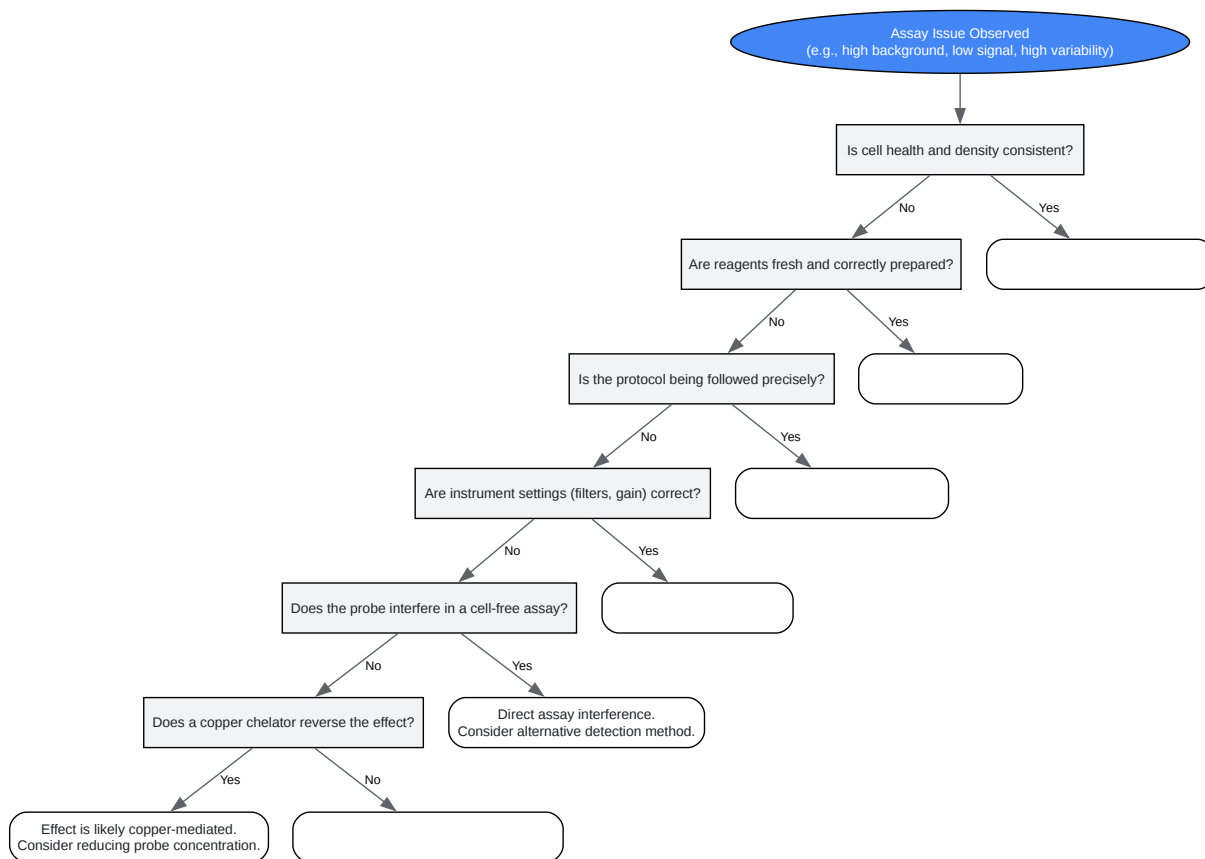 Assay Issue Observed
(e.g., high background, low signal, high variability)
Is cell health and density consistent?
No
Yes
Are reagents fresh and correctly prepared?
No
Yes
Is the protocol being followed precisely?
No
Yes
Are instrument settings (filters, gain) correct?
No
Yes
Does the probe interfere in a cell-free assay?
No
Yes
Does a copper chelator reverse the effect?
Direct assay interference.
Consider alternative detection method.
Yes
No
Effect is likely copper-mediated.
Consider reducing probe concentration.